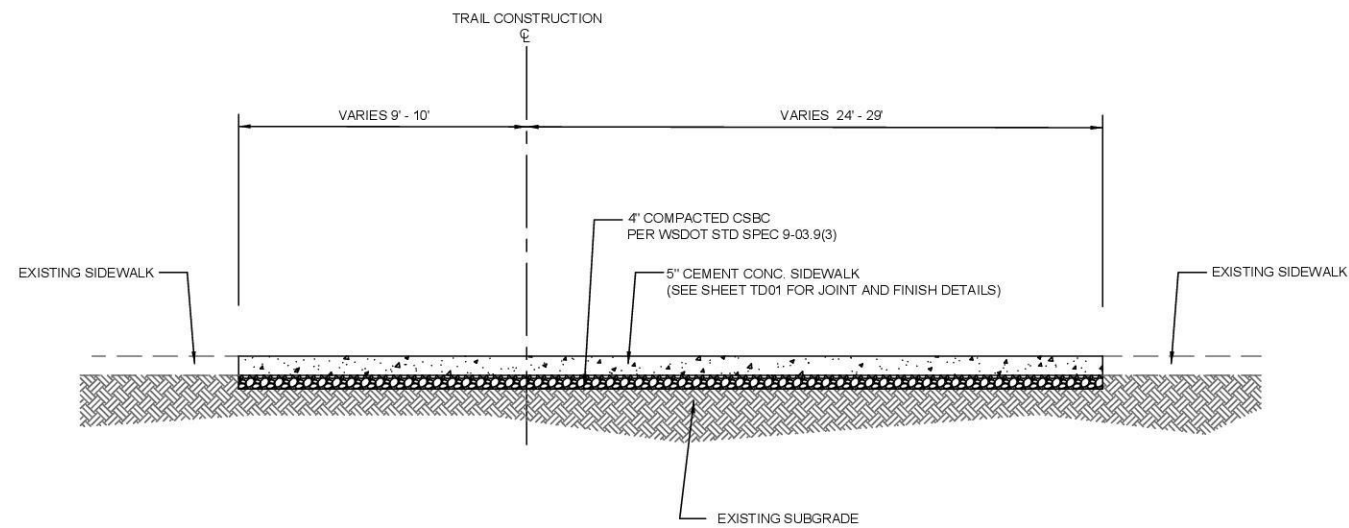 TRAIL CONSTRUCTION
℄
VARIES 9' - 10'
VARIES 24' - 29'
4" COMPACTED CSBC
PER WSDOT STD SPEC 9-03.9(3)
EXISTING SIDEWALK
5" CEMENT CONC. SIDEWALK
(SEE SHEET TD01 FOR JOINT AND FINISH DETAILS)
EXISTING SIDEWALK
EXISTING SUBGRADE